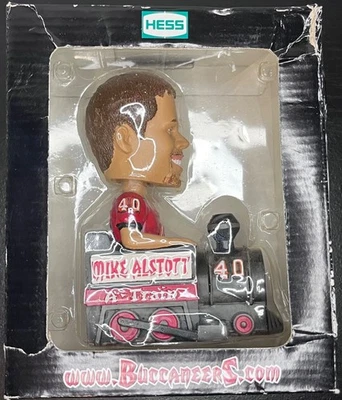 HESS
40
MIKE ALSTOTT
40
A-TRAIN
www.BuccaneerS.com